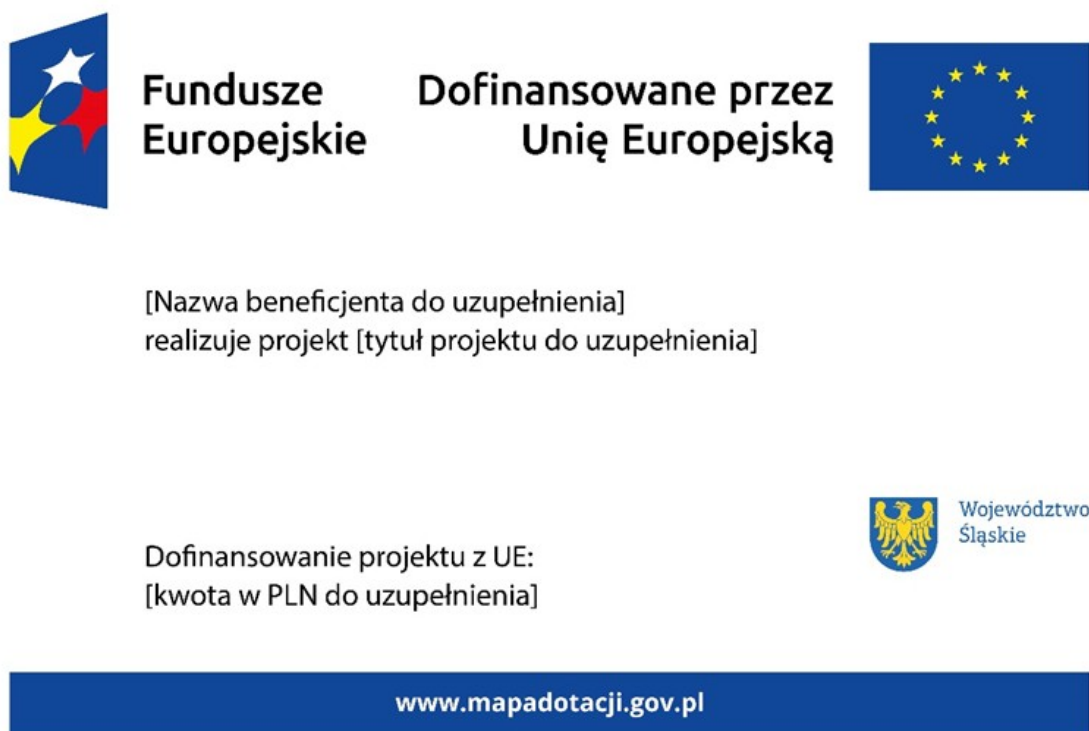 Fundusze
Europejskie
Dofinansowane przez
Unię Europejską
[Nazwa beneficjenta do uzupełnienia]
realizuje projekt [tytuł projektu do uzupełnienia]
Województwo
Śląskie
Dofinansowanie projektu z UE:
[kwota w PLN do uzupełnienia]
www.mapadotacji.gov.pl